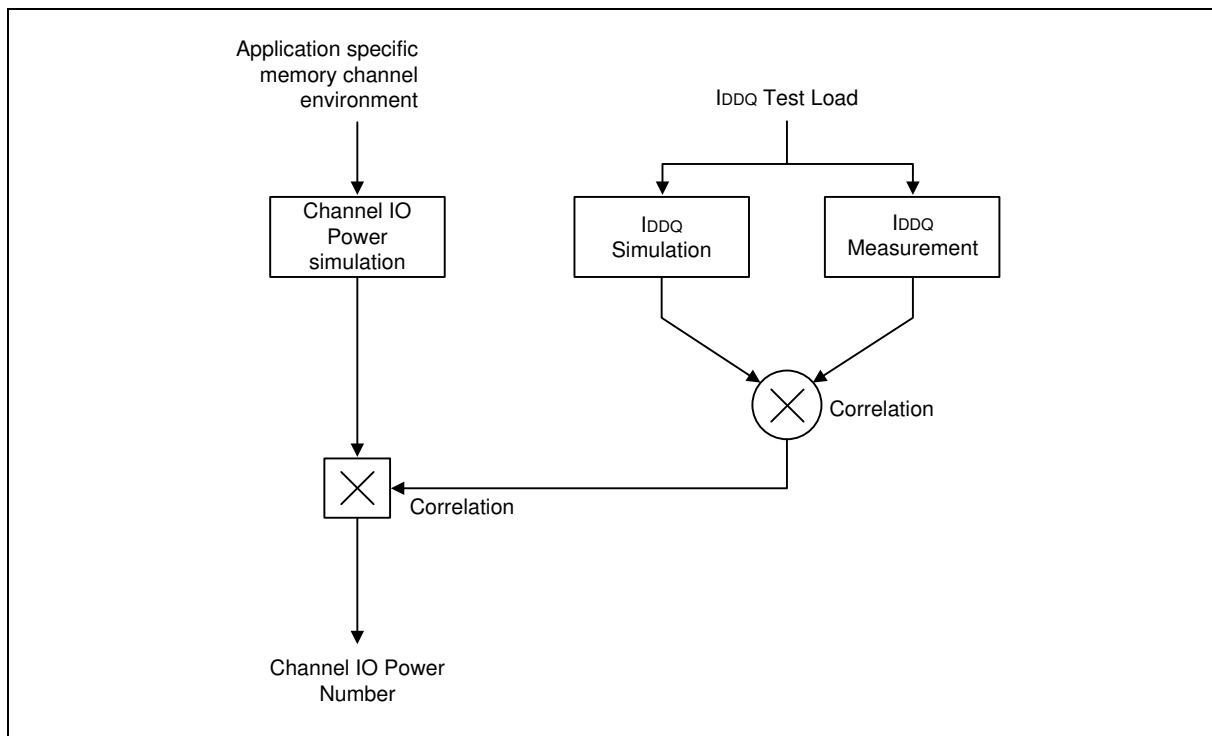 Application specific
memory channel
environment
IDDQ Test Load
Channel IO
Power
simulation
IDDQ
Simulation
IDDQ
Measurement
Correlation
Correlation
Channel IO Power
Number